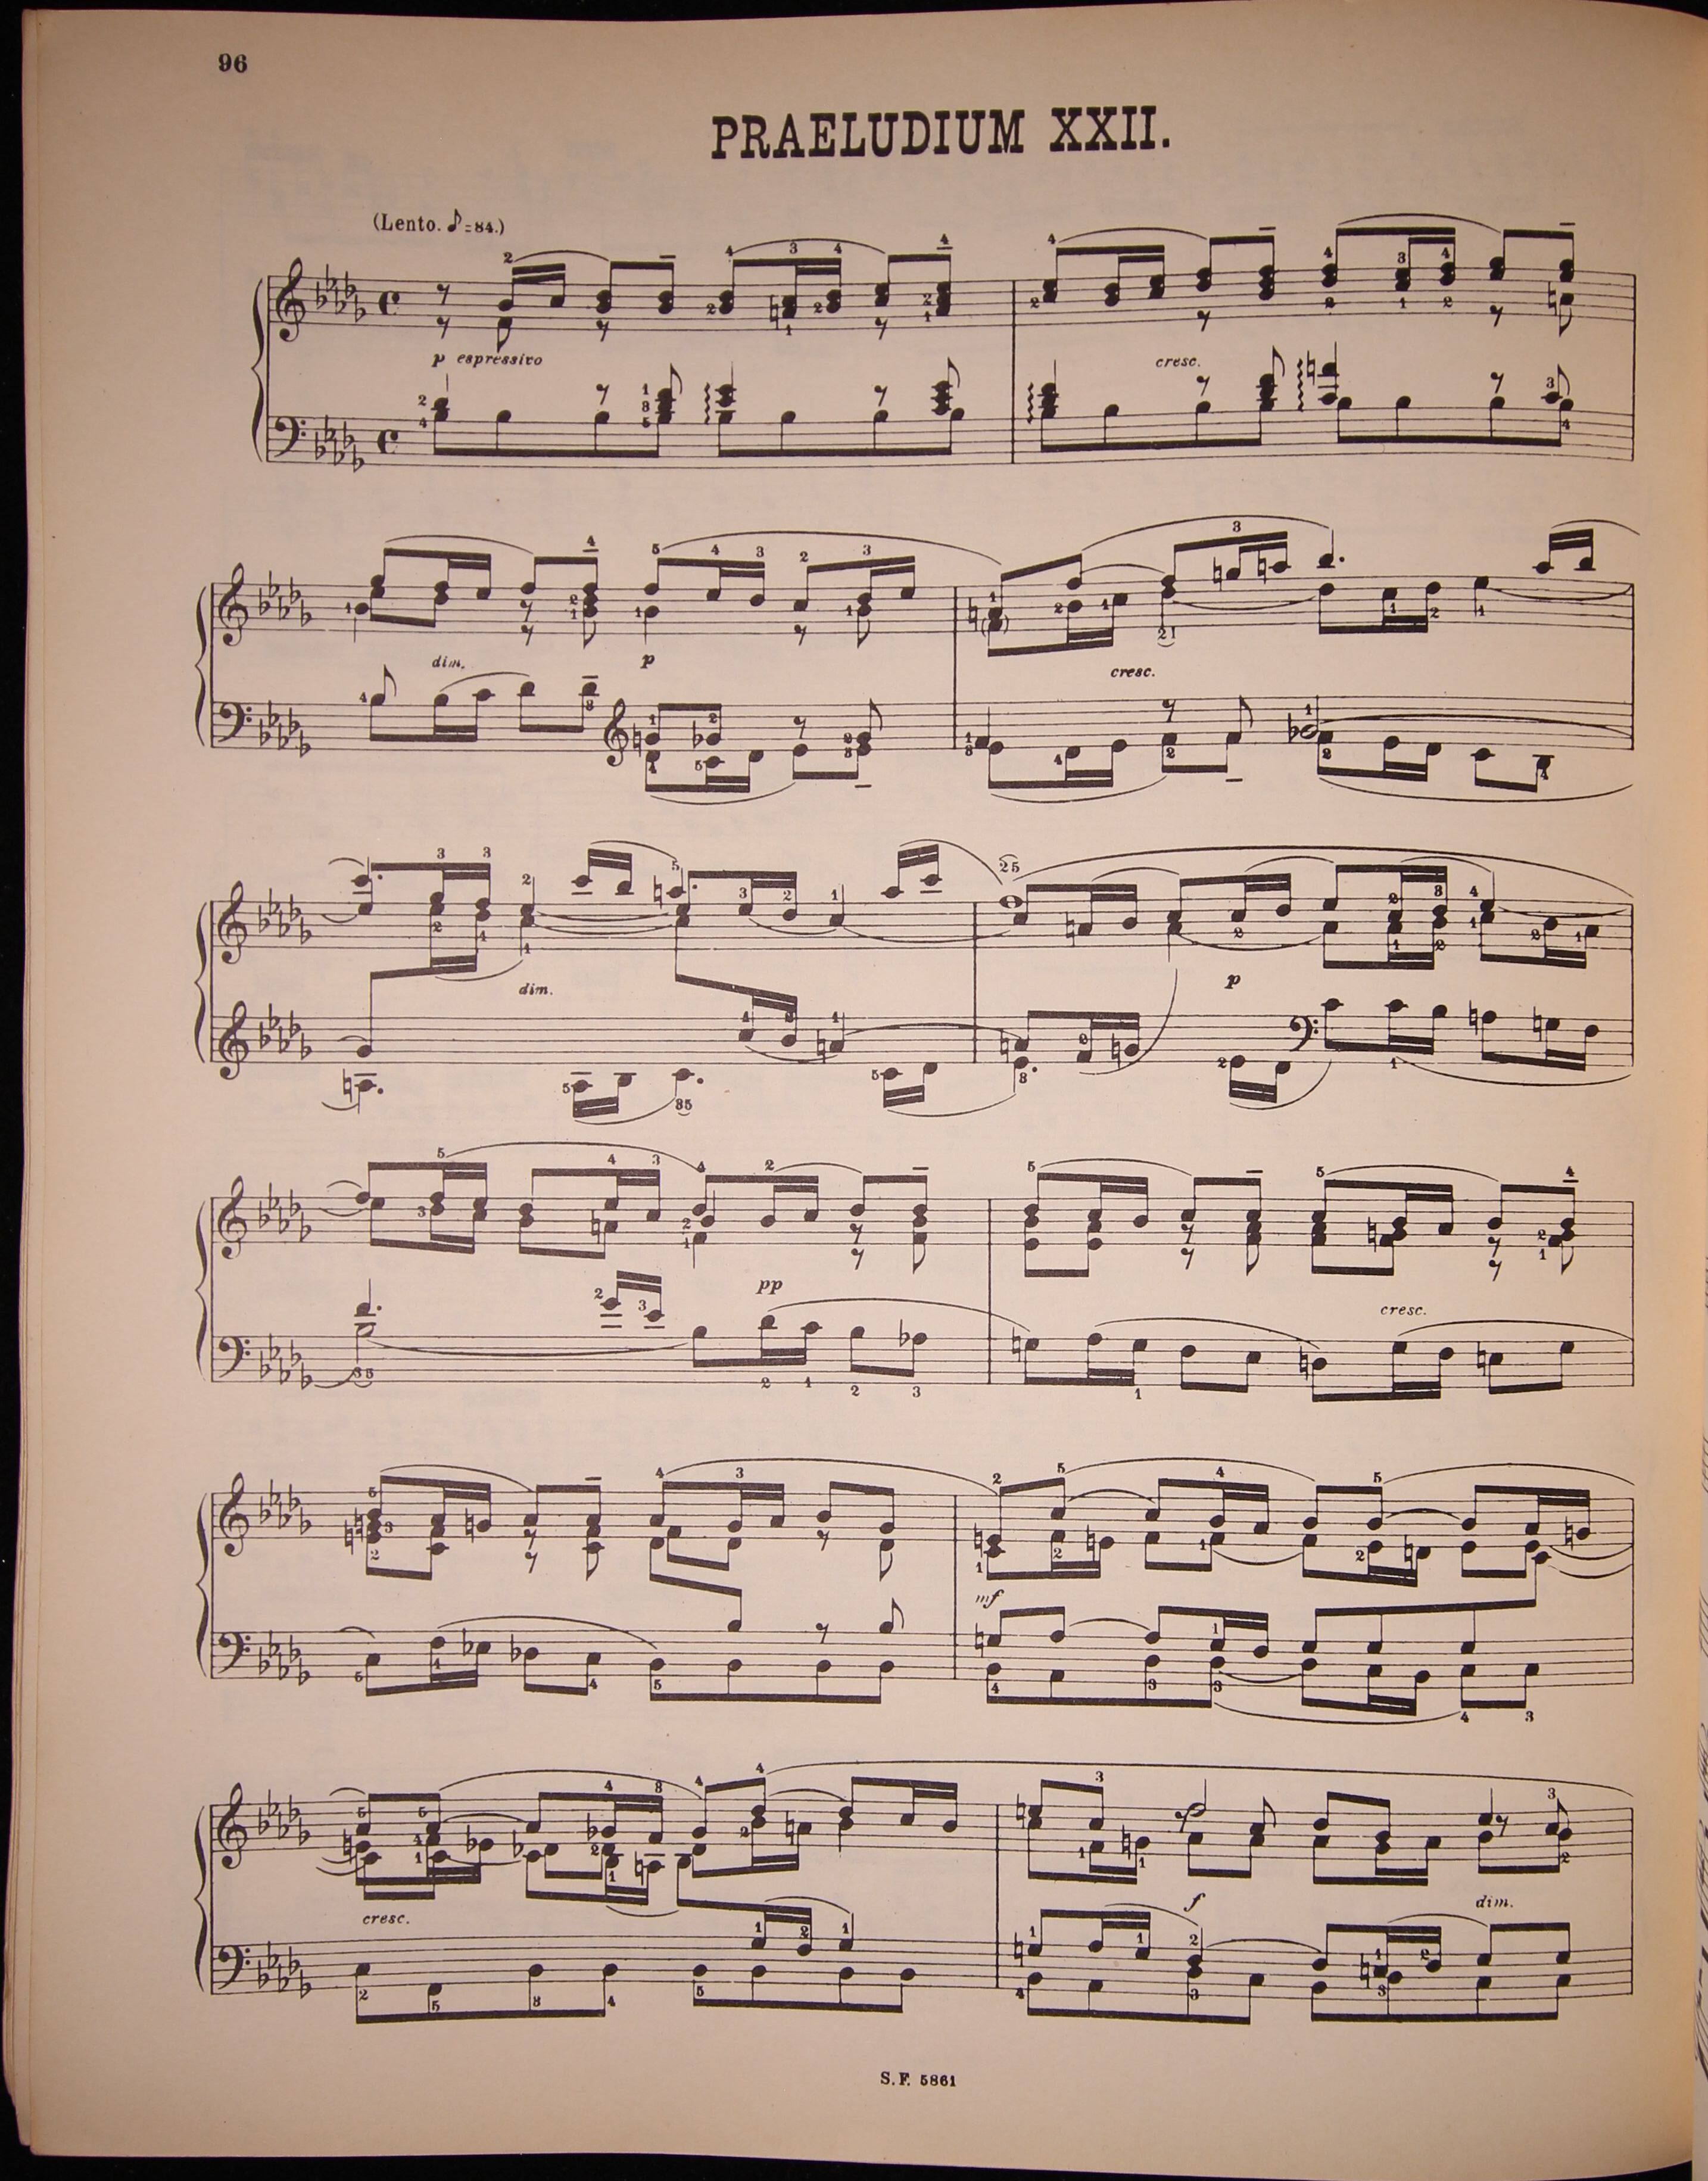 96
PRAELUDIUM XXII.
(Lento. ♪=84.)
p espressivo
cresc.
dim.
p
cresc.
dim.
p
pp
cresc.
mf
cresc.
f
dim.
S.F. 5861